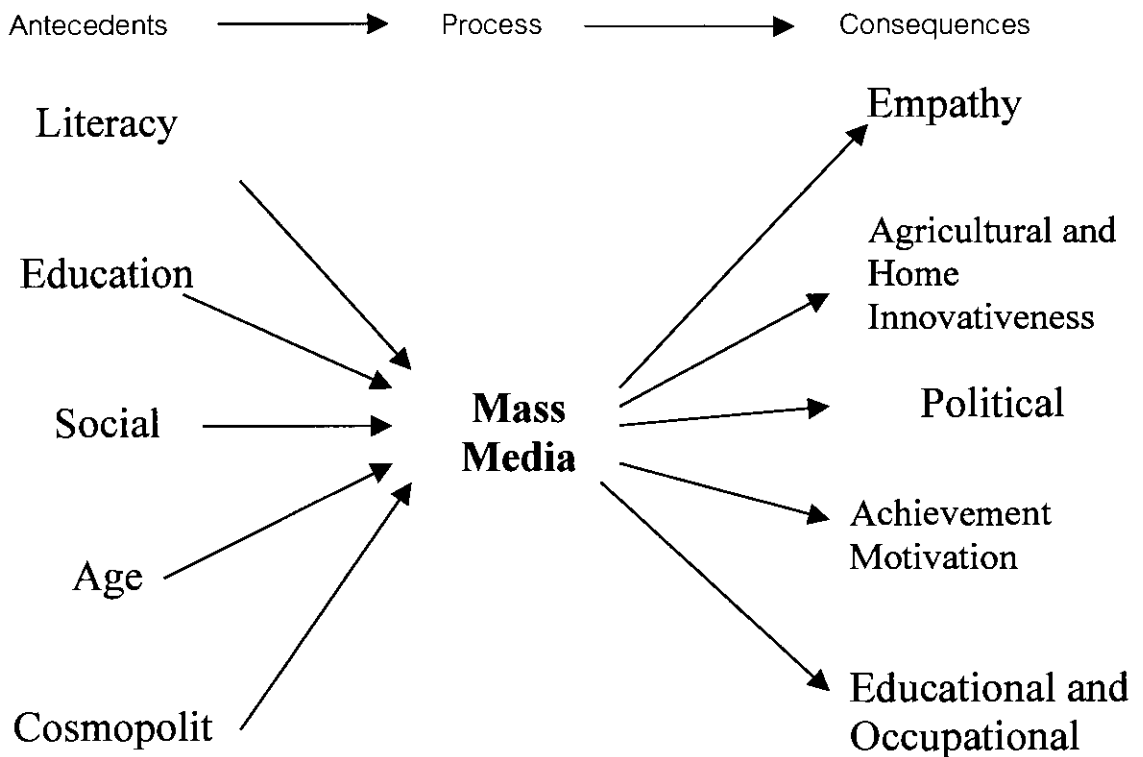 Antecedents Process Consequences
Literacy
Education
Social
Age
Cosmopolit
Mass
Media
Empathy
Agricultural and
Home
Innovativeness
Political
Achievement
Motivation
Educational and
Occupational